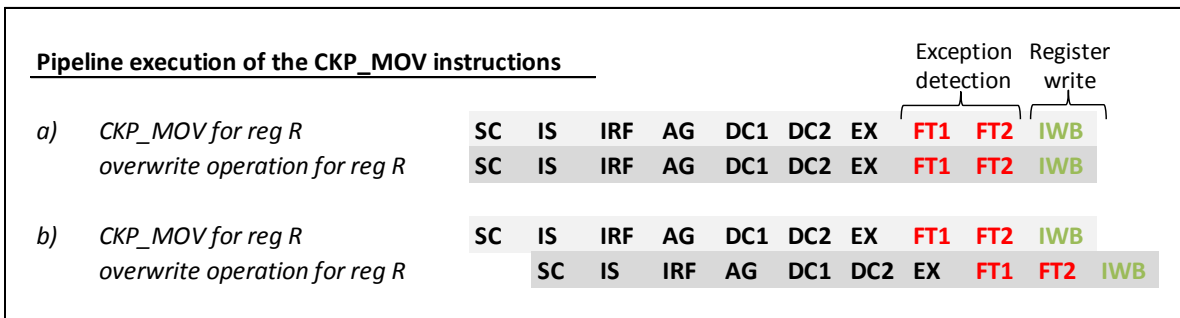 Exception Register
Pipeline execution of the CKP_MOV instructions detection write
a) CKP_MOV for reg R SC IS IRF AG DC1 DC2 EX FT1 FT2 IWB
overwrite operation for reg R SC IS IRF AG DC1 DC2 EX FT1 FT2 IWB
b) CKP_MOV for reg R SC IS IRF AG DC1 DC2 EX FT1 FT2 IWB
overwrite operation for reg R SC IS IRF AG DC1 DC2 EX FT1 FT2 IWB